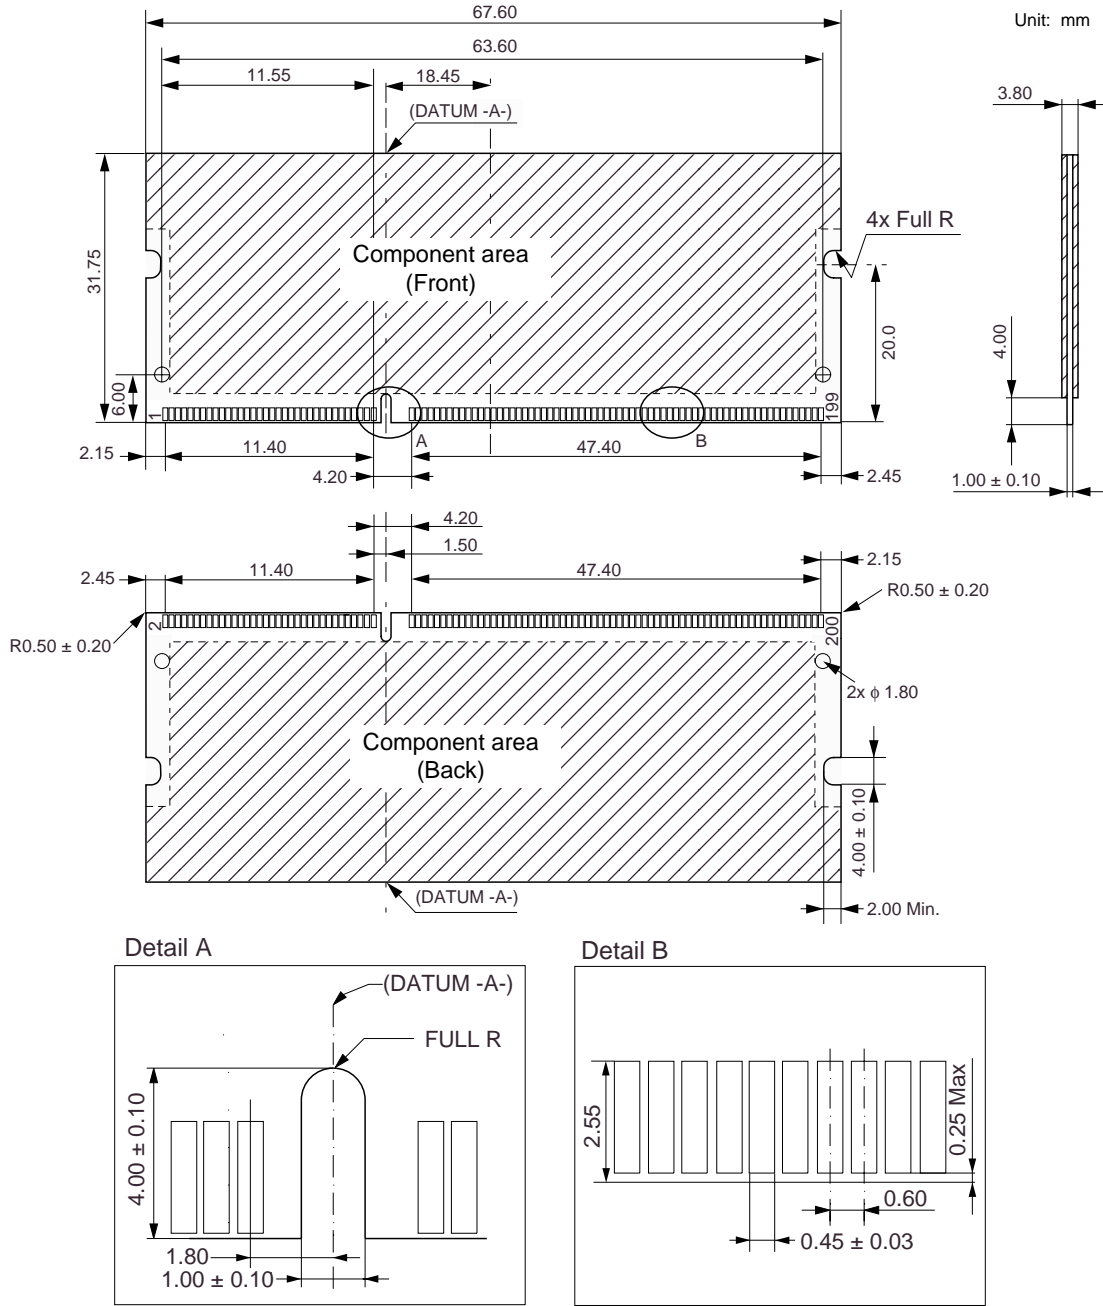 67.60
Unit: mm
63.60
11.55
18.45
3.80
(DATUM -A-)
4x Full R
Component area
(Front)
31.75
20.0
4.00
6.00
1
199
A
B
2.15
11.40
47.40
2.45
4.20
1.00 ± 0.10
4.20
1.50
2.45
11.40
47.40
2.15
R0.50 ± 0.20
R0.50 ± 0.20
2
200
2x ϕ 1.80
Component area
(Back)
4.00 ± 0.10
(DATUM -A-)
2.00 Min.
Detail A
(DATUM -A-)
FULL R
4.00 ± 0.10
1.80
1.00 ± 0.10
Detail B
2.55
0.25 Max
0.60
0.45 ± 0.03